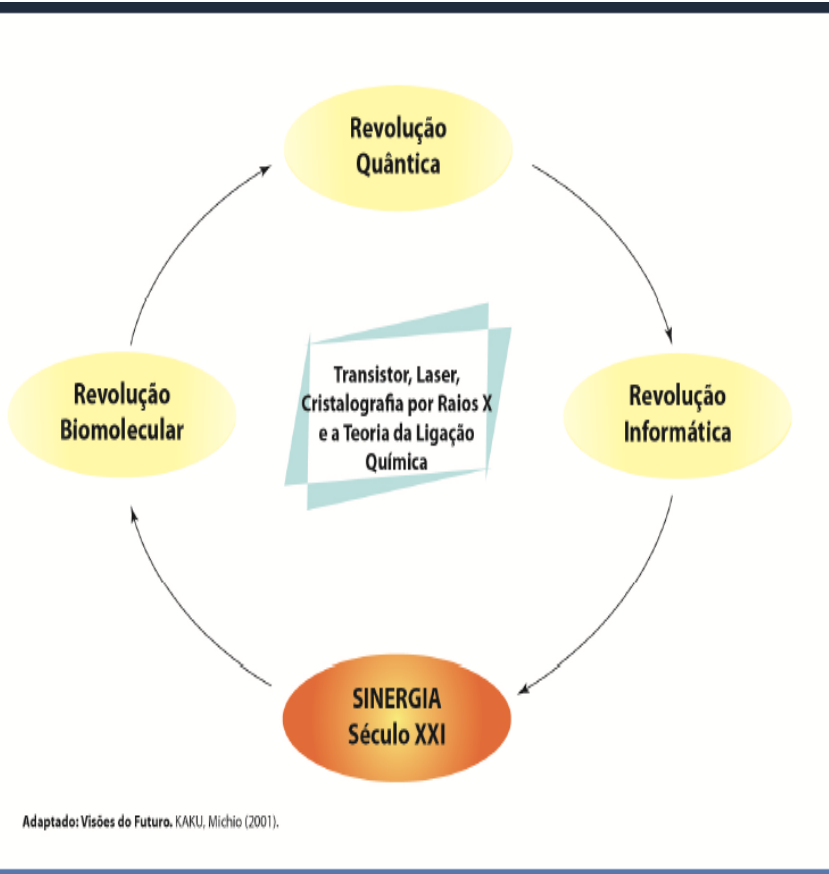 Revolução
Quântica
Revolução
Biomolecular
Transistor, Laser,
Cristalografia por Raios X
e a Teoria da Ligação
Química
Revolução
Informática
SINERGIA
Século XXI
Adaptado: Visões do Futuro. KAKU, Michio (2001).